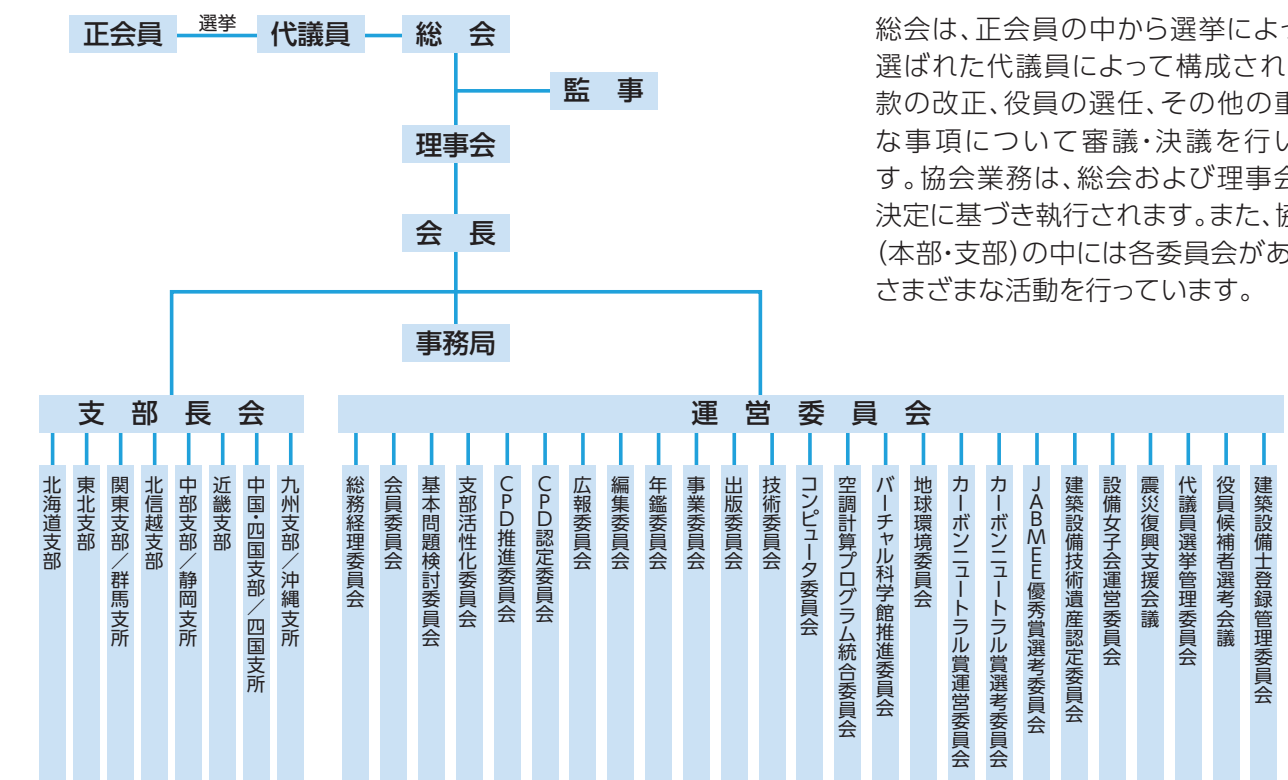 正会員
選挙
代議員
総　会
監　事
理事会
会　長
事務局
総会は、正会員の中から選挙によっ
選ばれた代議員によって構成され
款の改正、役員の選任、その他の重
な事項について審議・決議を行い
す。協会業務は、総会および理事会
決定に基づき執行されます。また、協
（本部・支部）の中には各委員会があ
さまざまな活動を行っています。
支　部　長　会
北海道支部
東北支部
関東支部／群馬支所
北信越支部
中部支部／静岡支所
近畿支部
中国・四国支部／四国支所
九州支部／沖縄支所
運　営　委　員　会
総務経理委員会
会員委員会
基本問題検討委員会
支部活性化委員会
CPD推進委員会
CPD認定委員会
広報委員会
編集委員会
年鑑委員会
事業委員会
出版委員会
技術委員会
コンピュータ委員会
空調計算プログラム統合委員会
バーチャル科学館推進委員会
地球環境委員会
カーボンニュートラル賞運営委員会
カーボンニュートラル賞選考委員会
JABMEE優秀賞選考委員会
建築設備技術遺産認定委員会
設備女子会運営委員会
震災復興支援会議
代議員選挙管理委員会
役員候補者選考会議
建築設備士登録管理委員会